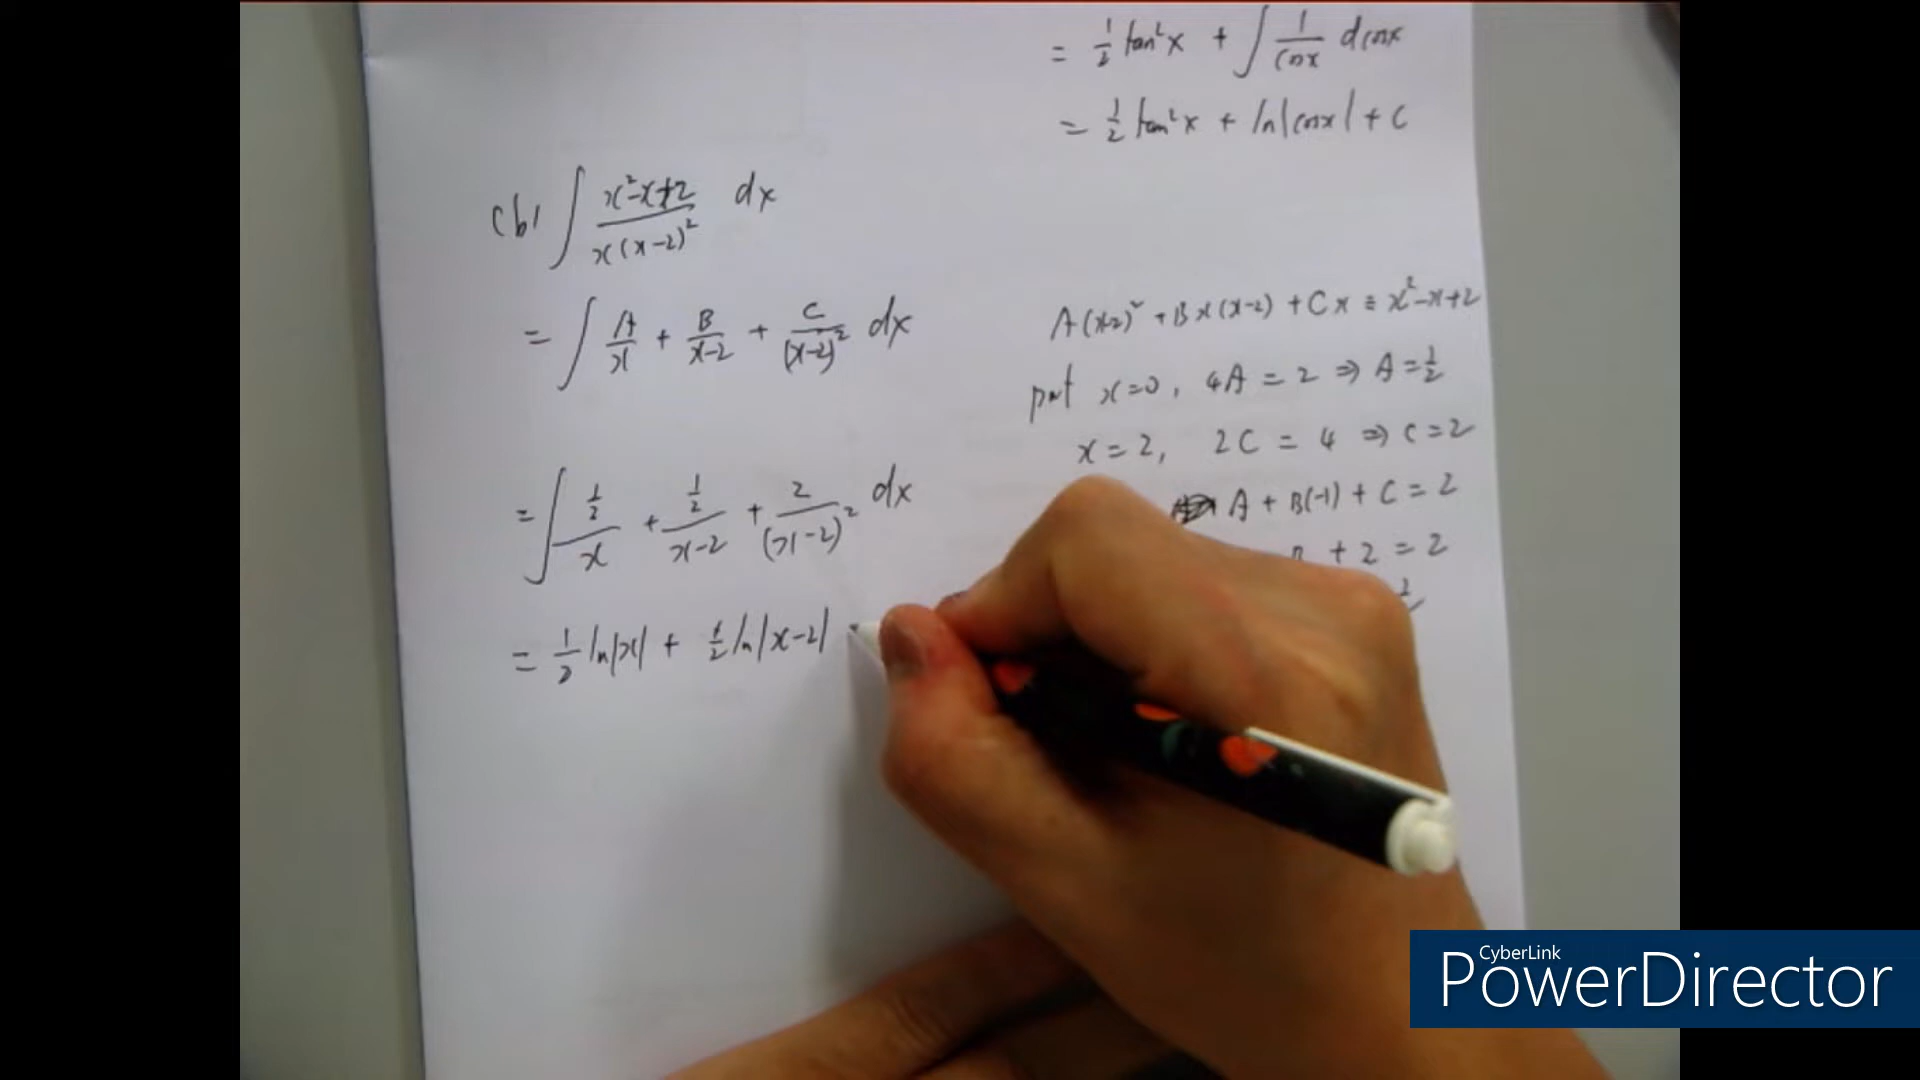 = 1/2 tan²x + ∫ 1/cosx dcosx
= 1/2 tan²x + ln|cosx| + C
(b) ∫ x²-x+2 / x(x-2)² dx
= ∫ A/x + B/x-2 + C/(x-2)² dx
= ∫ 1/2/x + 1/2/x-2 + 2/(x-2)² dx
= 1/2 ln|x| + 1/2 ln|x-2|
A(x-2)² + Bx(x-2) + Cx ≡ x²-x+2
put x=0, 4A = 2 ⇒ A = 1/2
x = 2, 2C = 4 ⇒ C = 2
A + B(-1) + C = 2
+ 2 = 2
CyberLink
PowerDirector